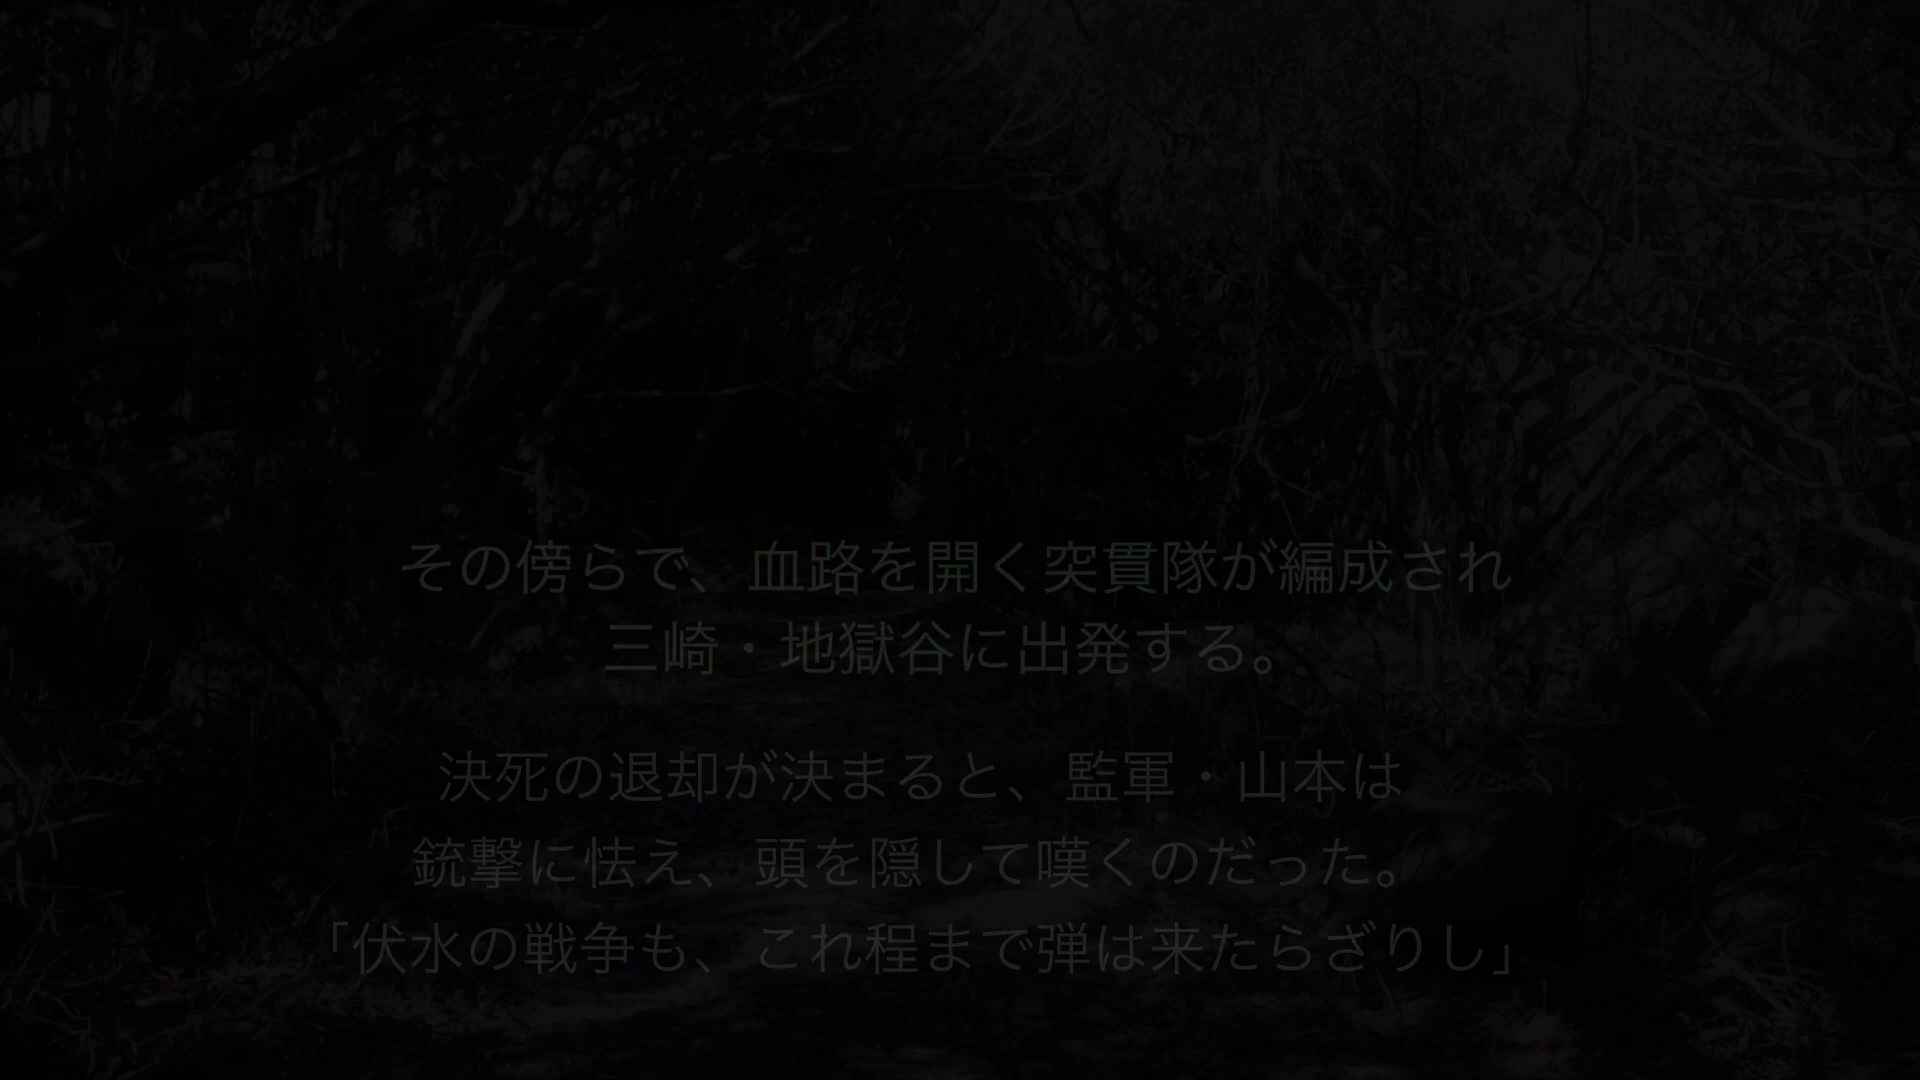 その傍らで、血路を開く突貫隊が編成され
三崎・地獄谷に出発する。
決死の退却が決まると、監軍・山本は
銃撃に怯え、頭を隠して嘆くのだった。
「伏水の戦争も、これ程まで弾は来たらざりし」